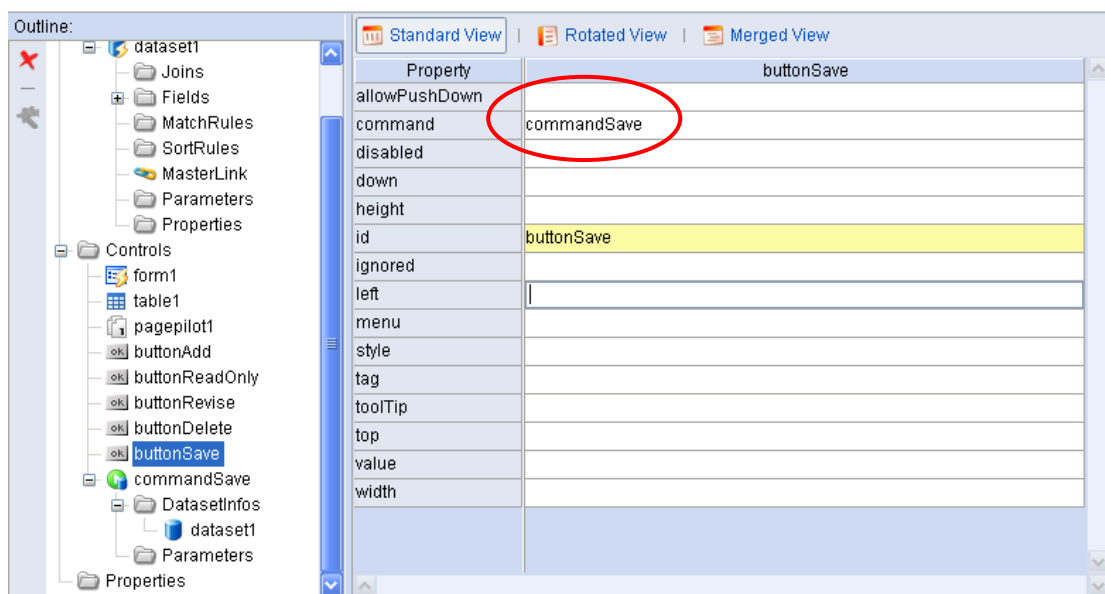 Outline:
dataset1
Joins
Fields
MatchRules
SortRules
MasterLink
Parameters
Properties
Controls
form1
table1
pagepilot1
buttonAdd
buttonReadOnly
buttonRevise
buttonDelete
buttonSave
commandSave
DatasetInfos
dataset1
Parameters
Properties
Standard View | Rotated View | Merged View
Property buttonSave
allowPushDown
command commandSave
disabled
down
height
id buttonSave
ignored
left
menu
style
tag
toolTip
top
value
width